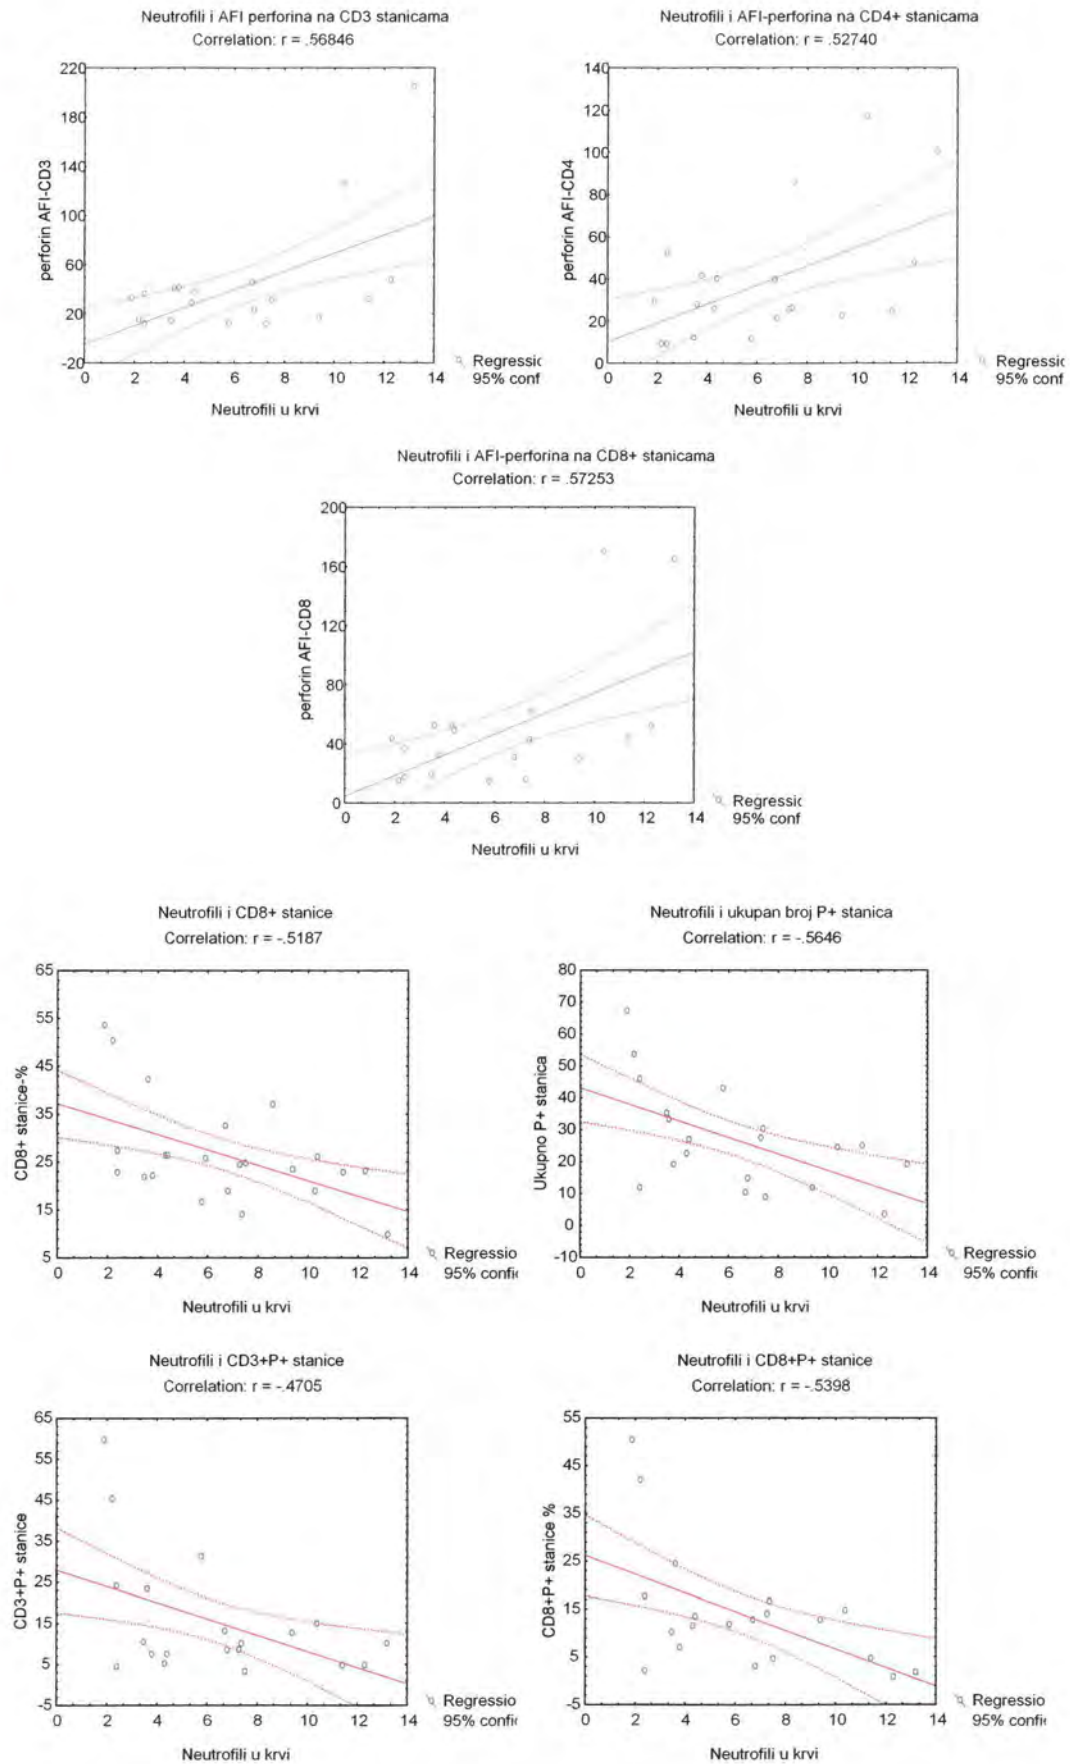 Neutrofili i AFI perforina na CD3 stanicama
Correlation: r = .56846
perforin AFI-CD3
220
180
140
100
60
20
-20
0 2 4 6 8 10 12 14
Neutrofili u krvi
Regressic
95% conf
Neutrofili i AFI-perforina na CD4+ stanicama
Correlation: r = .52740
perforin AFI-CD4
140
120
100
80
60
40
20
0
0 2 4 6 8 10 12 14
Neutrofili u krvi
Regressic
95% conf
Neutrofili i AFI-perforina na CD8+ stanicama
Correlation: r = .57253
perforin AFI-CD8
200
160
120
80
40
0
0 2 4 6 8 10 12 14
Neutrofili u krvi
Regressic
95% conf
Neutrofili i CD8+ stanice
Correlation: r = -.5187
CD8+ stanice-%
65
55
45
35
25
15
5
0 2 4 6 8 10 12 14
Neutrofili u krvi
Regressio
95% confi
Neutrofili i ukupan broj P+ stanica
Correlation: r = -.5646
Ukupno P+ stanica
80
70
60
50
40
30
20
10
0
-10
0 2 4 6 8 10 12 14
Neutrofili u krvi
Regressio
95% confi
Neutrofili i CD3+P+ stanice
Correlation: r = -.4705
CD3+P+ stanice
65
55
45
35
25
15
5
-5
0 2 4 6 8 10 12 14
Neutrofili u krvi
Regressio
95% confi
Neutrofili i CD8+P+ stanice
Correlation: r = -.5398
CD8+P+ stanice %
55
45
35
25
15
5
-5
0 2 4 6 8 10 12 14
Neutrofili u krvi
Regressio
95% confi